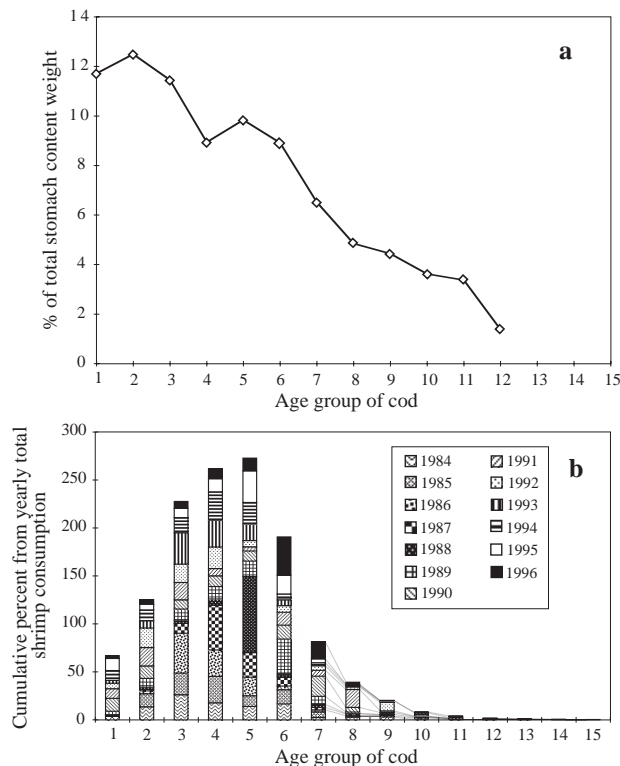 a
14
12
10
8
6
4
2
0
% of total stomach content weight
1 2 3 4 5 6 7 8 9 10 11 12 13 14 15
Age group of cod
b
300
250
200
150
100
50
0
Cumulative percent from yearly total
shrimp consumption
1984 1991
1985 1992
1986 1993
1987 1994
1988 1995
1989 1996
1990
1 2 3 4 5 6 7 8 9 10 11 12 13 14 15
Age group of cod